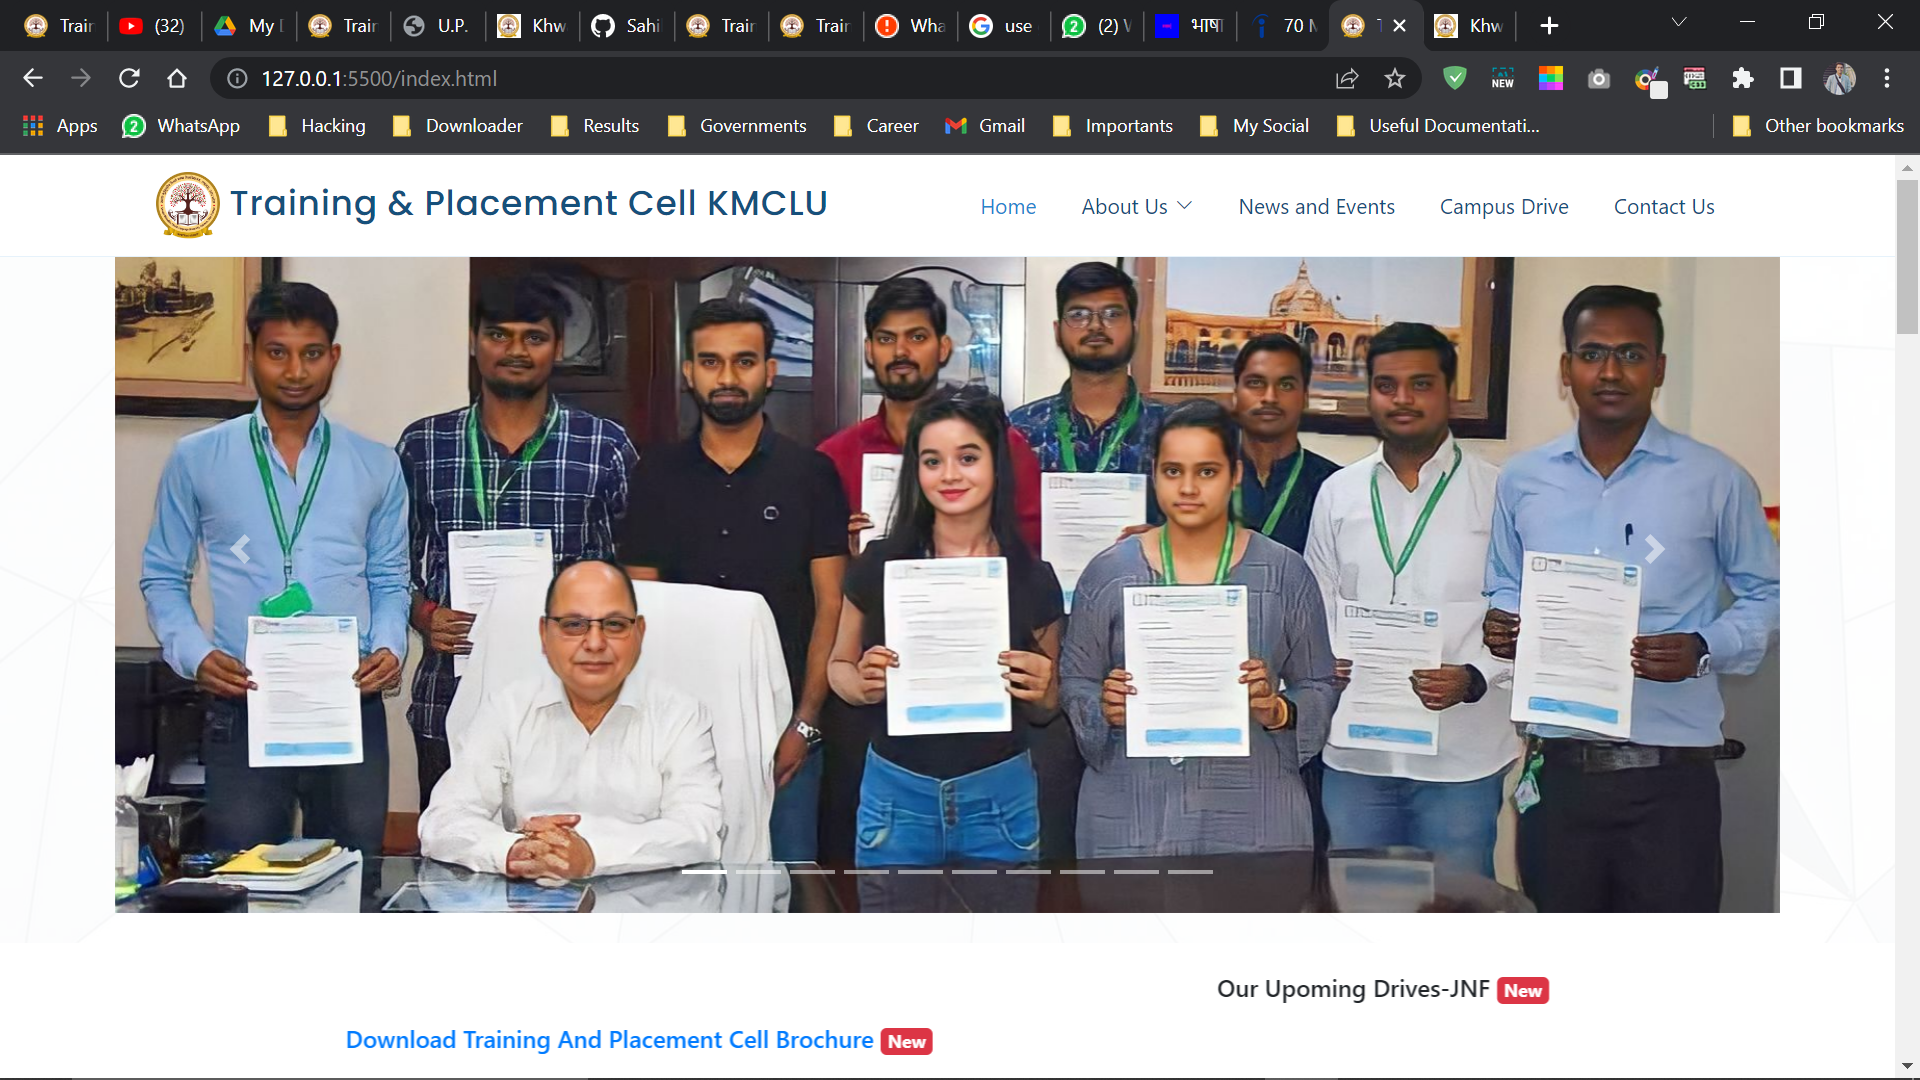 Trair
(32)
My D
Trair
U.P.
Khw
Sahi
Trair
Trair
Wha
use
(2) W
भाषा
70 M
T
Khw
127.0.0.1:5500/index.html
NEW
Apps
WhatsApp
Hacking
Downloader
Results
Governments
Career
Gmail
Importants
My Social
Useful Documentati...
Other bookmarks
Training & Placement Cell KMCLU
Home
About Us
News and Events
Campus Drive
Contact Us
Our Upoming Drives-JNF New
Download Training And Placement Cell Brochure New